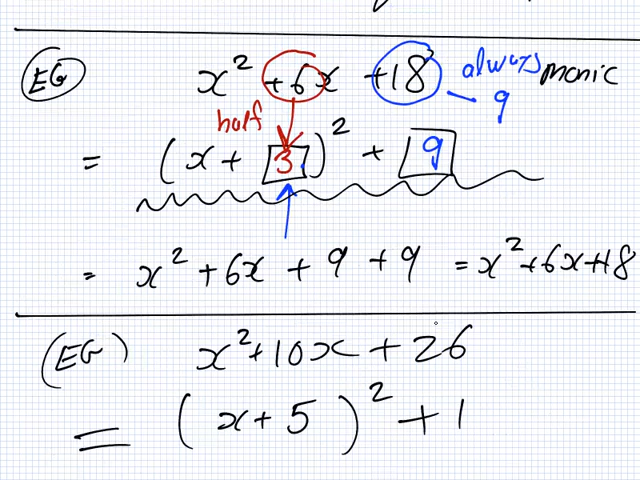 EG x² + 6x + 18 always monic
half — 9
= (x + 3)² + 9
= x² + 6x + 9 + 9 = x² + 6x + 18
(EG) x² + 10x + 26
= (x + 5)² + 1